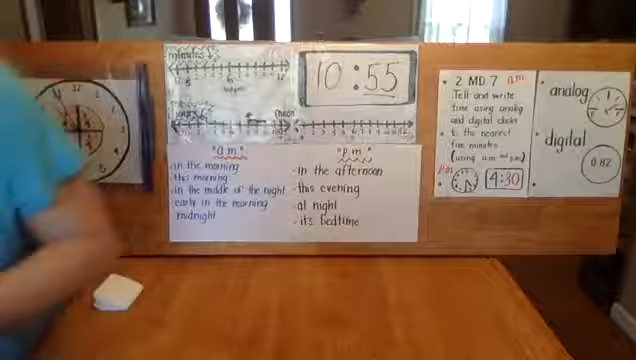 minutes
10:55
hours
"a.m."
in the morning
this morning
in the middle of the night
early in the morning
midnight
"p.m."
in the afternoon
this evening
at night
it's bedtime
2 MD 7 a.m.
Tell and write
time using analog
and digital clocks
to the nearest
five minutes
(using a.m. and p.m.)
p.m.
4:30
analog
digital